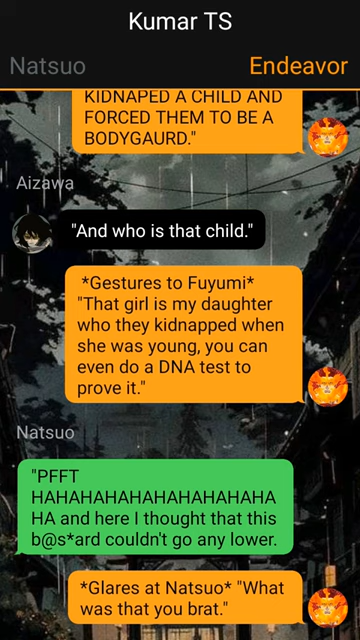 Kumar TS
Natsuo
Endeavor
KIDNAPED A CHILD AND
FORCED THEM TO BE A
BODYGAURD."
Aizawa
"And who is that child."
*Gestures to Fuyumi*
"That girl is my daughter
who they kidnapped when
she was young, you can
even do a DNA test to
prove it."
Natsuo
"PFFT
HAHAHAHAHAHAHAHAHAHA
HA and here I thought that this
b@s*ard couldn't go any lower.
*Glares at Natsuo* "What
was that you brat."